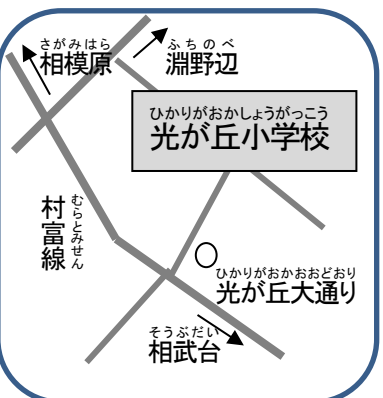 さがみはら
相模原
ふちのべ
淵野辺
ひかりがおかしょうがっこう
光が丘小学校
村富線
むらとみせん
ひかりがおかおおどおり
光が丘大通り
そうぶだい
相武台